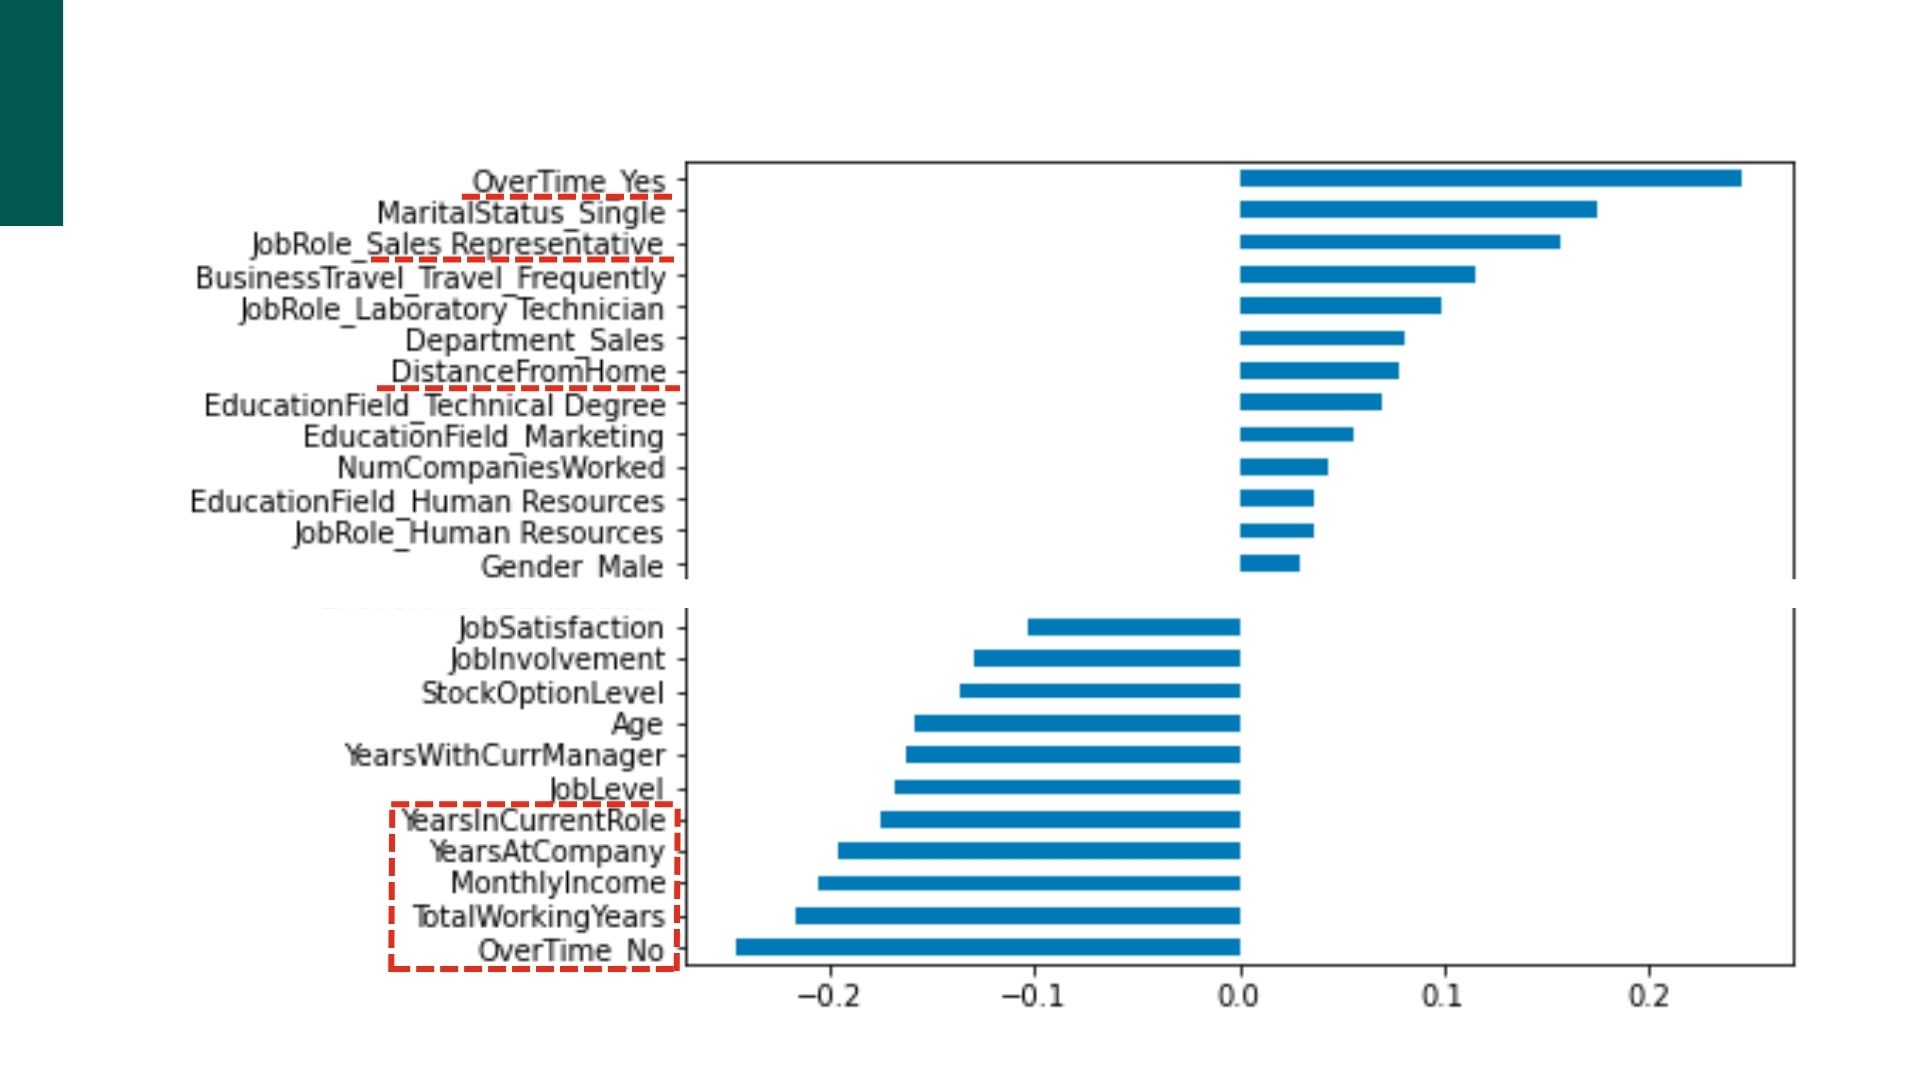 OverTime_Yes
MaritalStatus_Single
JobRole_Sales Representative
BusinessTravel_Travel_Frequently
JobRole_Laboratory Technician
Department_Sales
DistanceFromHome
EducationField_Technical Degree
EducationField_Marketing
NumCompaniesWorked
EducationField_Human Resources
JobRole_Human Resources
Gender_Male
JobSatisfaction
JobInvolvement
StockOptionLevel
Age
YearsWithCurrManager
JobLevel
YearsInCurrentRole
YearsAtCompany
MonthlyIncome
TotalWorkingYears
OverTime_No
−0.2 −0.1 0.0 0.1 0.2